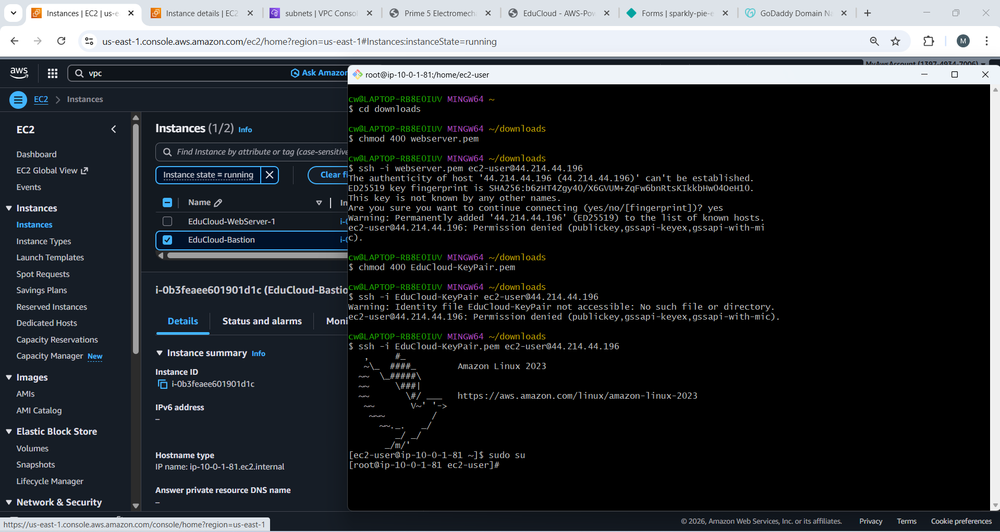 Instances | EC2 | us-e
Instance details | EC2
subnets | VPC Consol
Prime 5 Electromech
EduCloud - AWS-Pow
Forms | sparkly-pie-e
GoDaddy Domain Na
us-east-1.console.aws.amazon.com/ec2/home?region=us-east-1#Instances:instanceState=running
M
aws
vpc
Ask Amazon
MyAwsAccount (1397-4934-7006)
EC2
Instances
EC2
Dashboard
EC2 Global View
Events
Instances
Instances
Instance Types
Launch Templates
Spot Requests
Savings Plans
Reserved Instances
Dedicated Hosts
Capacity Reservations
Capacity Manager New
Images
AMIs
AMI Catalog
Elastic Block Store
Volumes
Snapshots
Lifecycle Manager
Network & Security
Instances (1/2) Info
Find Instance by attribute or tag (case-sensitive
Instance state = running
Clear fi
Name
In
EduCloud-WebServer-1
i-0
EduCloud-Bastion
i-0
i-0b3feaee601901d1c (EduCloud-Bastio
Details
Status and alarms
Moni
Instance summary Info
Instance ID
i-0b3feaee601901d1c
IPv6 address
–
Hostname type
IP name: ip-10-0-1-81.ec2.internal
Answer private resource DNS name
–
root@ip-10-0-1-81:/home/ec2-user
cw@LAPTOP-RB8EOIUV MINGW64 ~
$ cd downloads
cw@LAPTOP-RB8EOIUV MINGW64 ~/downloads
$ chmod 400 webserver.pem
cw@LAPTOP-RB8EOIUV MINGW64 ~/downloads
$ ssh -i webserver.pem ec2-user@44.214.44.196
The authenticity of host '44.214.44.196 (44.214.44.196)' can't be established.
ED25519 key fingerprint is SHA256:b6zHT4Zgy40/X6GVUM+ZqFw6bnRtsKIkkbHw04OeH10.
This key is not known by any other names.
Are you sure you want to continue connecting (yes/no/[fingerprint])? yes
Warning: Permanently added '44.214.44.196' (ED25519) to the list of known hosts.
ec2-user@44.214.44.196: Permission denied (publickey,gssapi-keyex,gssapi-with-mi
c).
cw@LAPTOP-RB8EOIUV MINGW64 ~/downloads
$ chmod 400 EduCloud-KeyPair.pem
cw@LAPTOP-RB8EOIUV MINGW64 ~/downloads
$ ssh -i EduCloud-KeyPair ec2-user@44.214.44.196
Warning: Identity file EduCloud-KeyPair not accessible: No such file or directory.
ec2-user@44.214.44.196: Permission denied (publickey,gssapi-keyex,gssapi-with-mic).
cw@LAPTOP-RB8EOIUV MINGW64 ~/downloads
$ ssh -i EduCloud-KeyPair.pem ec2-user@44.214.44.196
   ,     #_
   ~\_  ####_        Amazon Linux 2023
  ~~  \_#####\
  ~~     \###|
  ~~       \#/ ___   https://aws.amazon.com/linux/amazon-linux-2023
   ~~       V~' '->
    ~~~         /
      ~~._.   _/
         _/ _/
       _/m/'
[ec2-user@ip-10-0-1-81 ~]$ sudo su
[root@ip-10-0-1-81 ec2-user]#
https://us-east-1.console.aws.amazon.com/console/home?region=us-east-1
© 2026, Amazon Web Services, Inc. or its affiliates.
Privacy
Terms
Cookie preferences